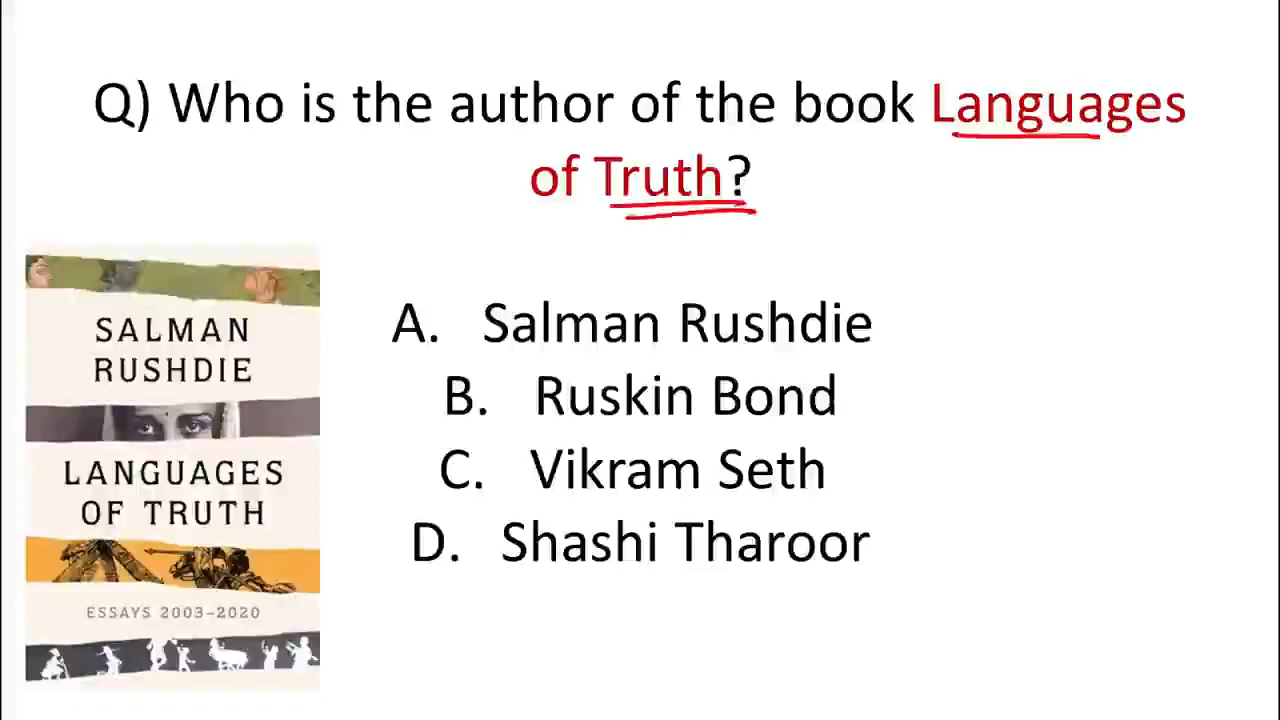 Q) Who is the author of the book Languages
of Truth?
SALMAN
RUSHDIE
LANGUAGES
OF TRUTH
ESSAYS 2003–2020
A. Salman Rushdie
B. Ruskin Bond
C. Vikram Seth
D. Shashi Tharoor